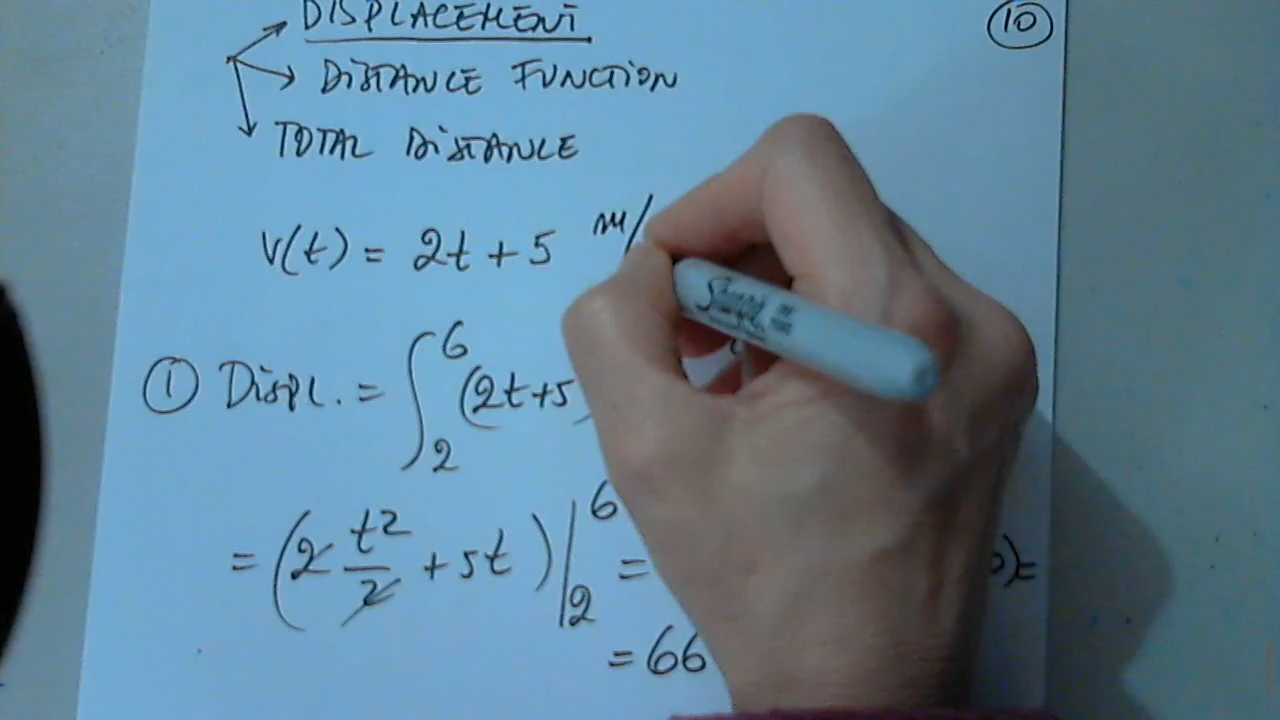 DISPLACEMENT
10
DISTANCE FUNCTION
TOTAL DISTANCE
v(t) = 2t + 5 m/
① Displ. = ∫₂⁶ (2t+5)
= (2 t²/2 + 5t) |₂⁶ = )=
= 66
Sharpie